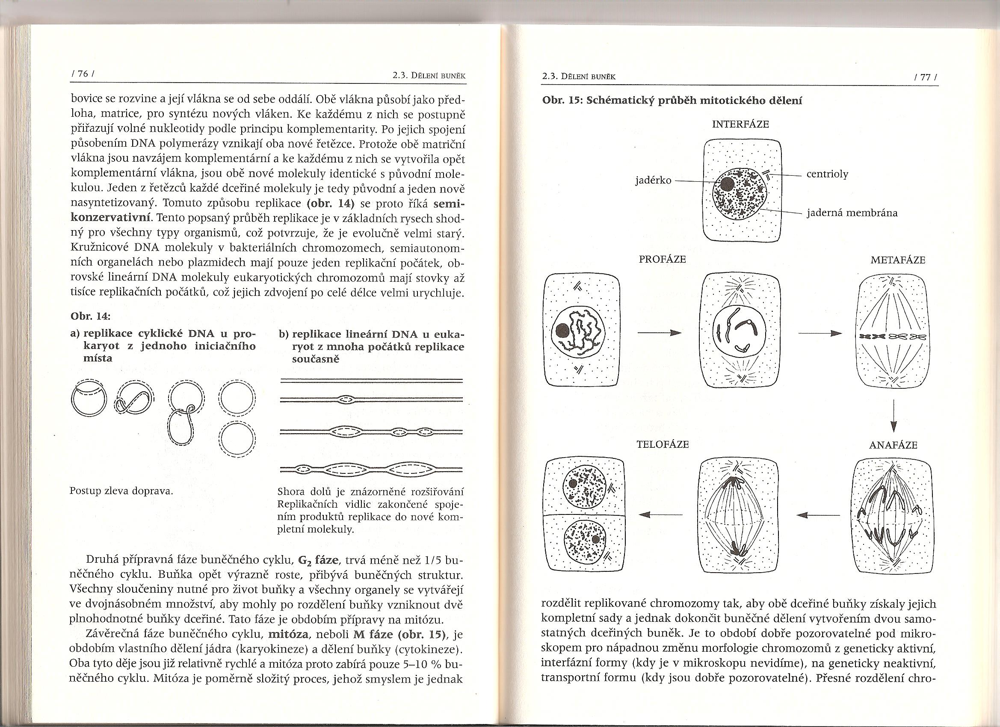 / 76 /
2.3. DĚLENÍ BUNĚK
bovice se rozvine a její vlákna se od sebe oddálí. Obě vlákna působí jako před-
loha, matrice, pro syntézu nových vláken. Ke každému z nich se postupně
přiřazují volné nukleotidy podle principu komplementarity. Po jejich spojení
působením DNA polymerázy vznikají oba nové řetězce. Protože obě matriční
vlákna jsou navzájem komplementární a ke každému z nich se vytvořila opět
komplementární vlákna, jsou obě nové molekuly identické s původní mole-
kulou. Jeden z řetězců každé dceřiné molekuly je tedy původní a jeden nově
nasyntetizovaný. Tomuto způsobu replikace (obr. 14) se proto říká semi-
konzervativní. Tento popsaný průběh replikace je v základních rysech shod-
ný pro všechny typy organismů, což potvrzuje, že je evolučně velmi starý.
Kružnicové DNA molekuly v bakteriálních chromozomech, semiautonom-
ních organelách nebo plazmidech mají pouze jeden replikační počátek, ob-
rovské lineární DNA molekuly eukaryotických chromozomů mají stovky až
tisíce replikačních počátků, což jejich zdvojení po celé délce velmi urychluje.
Obr. 14:
a) replikace cyklické DNA u pro-
karyot z jednoho iniciačního
místa
b) replikace lineární DNA u euka-
ryot z mnoha počátků replikace
současně
Postup zleva doprava.
Shora dolů je znázorněné rozšiřování
Replikačních vidlic zakončené spoje-
ním produktů replikace do nové kom-
pletní molekuly.
Druhá přípravná fáze buněčného cyklu, G₂ fáze, trvá méně než 1/5 bu-
něčného cyklu. Buňka opět výrazně roste, přibývá buněčných struktur.
Všechny sloučeniny nutné pro život buňky a všechny organely se vytvářejí
ve dvojnásobném množství, aby mohly po rozdělení buňky vzniknout dvě
plnohodnotné buňky dceřiné. Tato fáze je obdobím přípravy na mitózu.
Závěrečná fáze buněčného cyklu, mitóza, neboli M fáze (obr. 15), je
obdobím vlastního dělení jádra (karyokineze) a dělení buňky (cytokineze).
Oba tyto děje jsou již relativně rychlé a mitóza proto zabírá pouze 5–10 % bu-
něčného cyklu. Mitóza je poměrně složitý proces, jehož smyslem je jednak
2.3. DĚLENÍ BUNĚK
/ 77 /
Obr. 15: Schématický průběh mitotického dělení
INTERFÁZE
jadérko
centrioly
jaderná membrána
PROFÁZE
METAFÁZE
TELOFÁZE
ANAFÁZE
rozdělit replikované chromozomy tak, aby obě dceřiné buňky získaly jejich
kompletní sady a jednak dokončit buněčné dělení vytvořením dvou samo-
statných dceřiných buněk. Je to období dobře pozorovatelné pod mikro-
skopem pro nápadnou změnu morfologie chromozomů z geneticky aktivní,
interfázní formy (kdy je v mikroskopu nevidíme), na geneticky neaktivní,
transportní formu (kdy jsou dobře pozorovatelné). Přesné rozdělení chro-